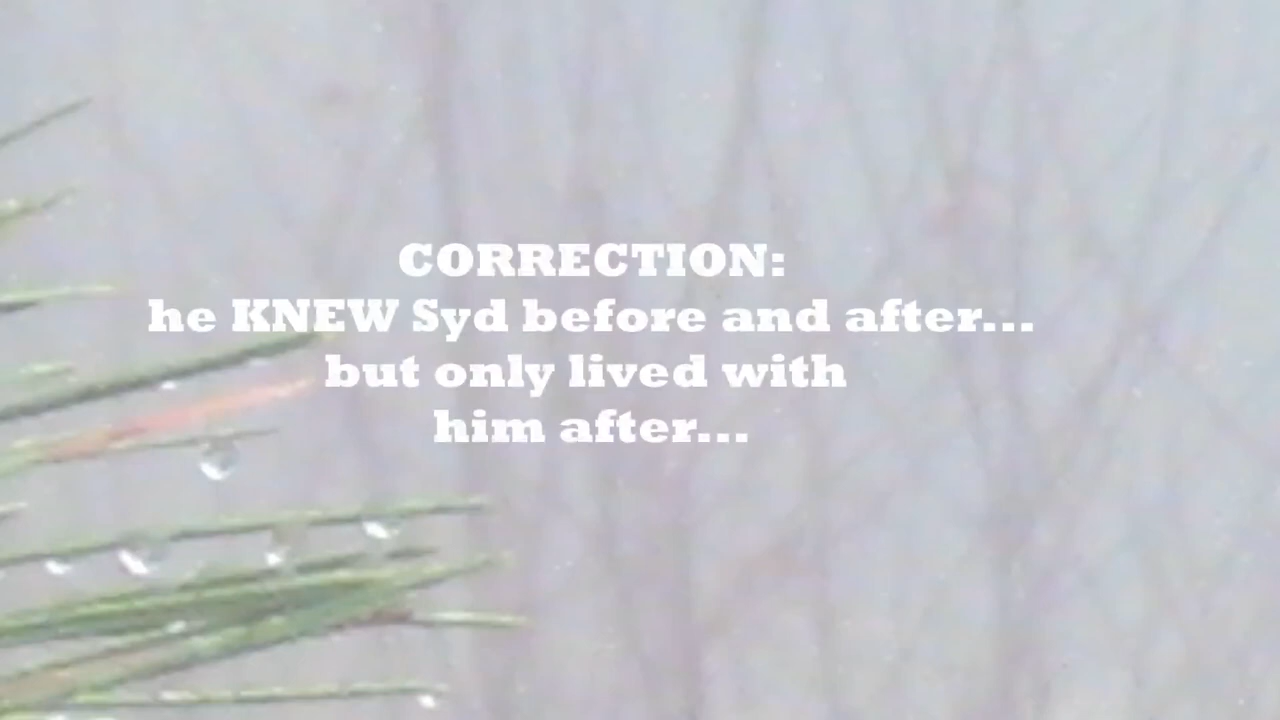 CORRECTION:
he KNEW Syd before and after...
but only lived with
him after...